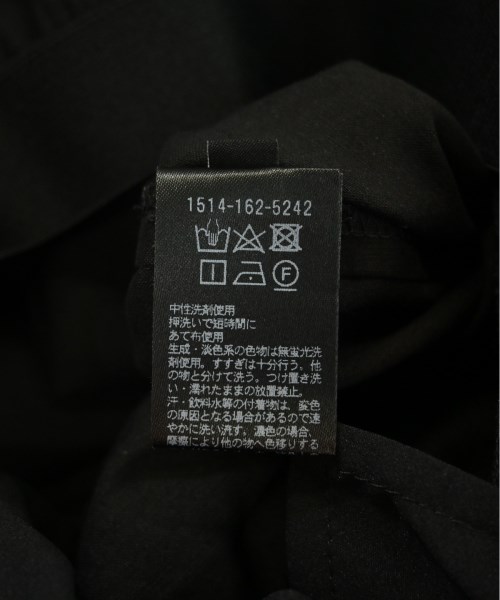 1514-162-5242
F
中性洗剤使用
押洗いで短時間に
あて布使用
生成・淡色系の色物は無蛍光洗
剤使用。すすぎは十分行う。他
の物と分けて洗う。つけ置き洗
い・濡れたままの放置禁止。
汗・飲料水等の付着物は、変色
の原因となる場合があるので速
やかに洗い流す。濃色の場合、
摩擦により他の物へ色移りする